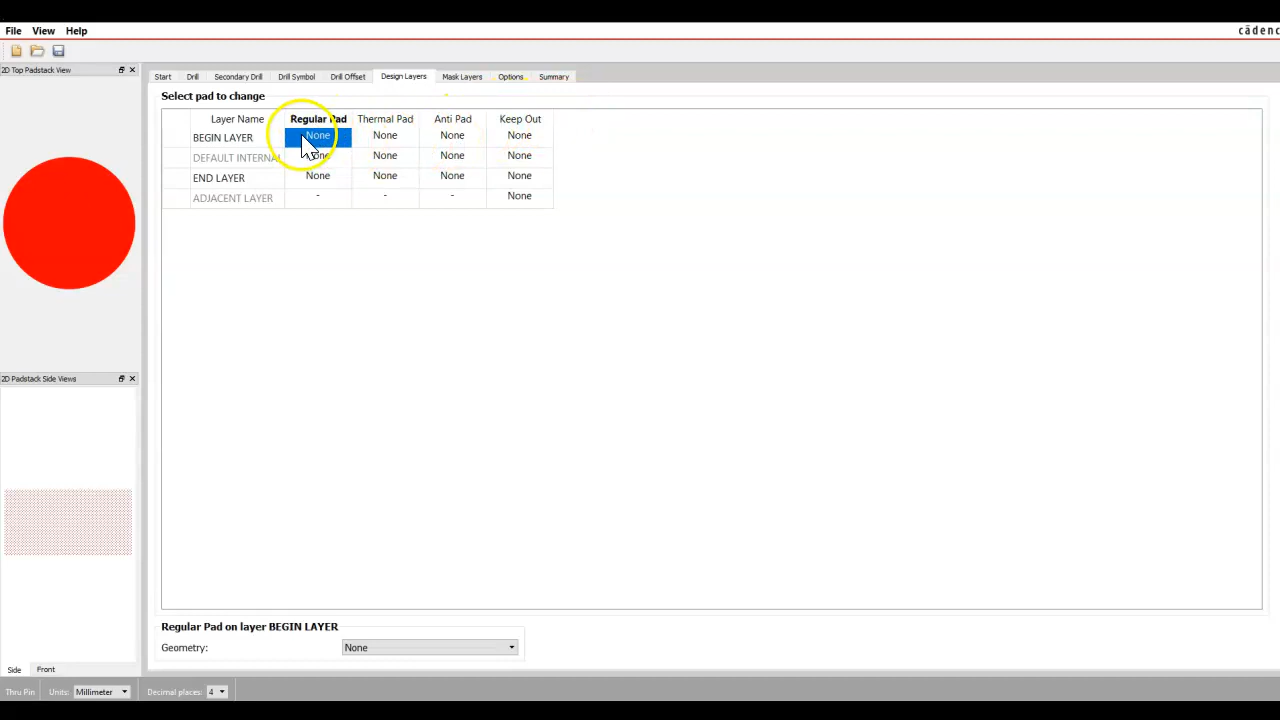 File View Help
cādenc
2D Top Padstack View
Start Drill Secondary Drill Drill Symbol Drill Offset Design Layers Mask Layers Options Summary
Select pad to change
Layer Name Regular Pad Thermal Pad Anti Pad Keep Out
BEGIN LAYER None None None None
DEFAULT INTERNA None None None
END LAYER None None None None
ADJACENT LAYER - - - None
2D Padstack Side Views
Regular Pad on layer BEGIN LAYER
Geometry: None
Side Front
Thru Pin Units: Millimeter Decimal places: 4